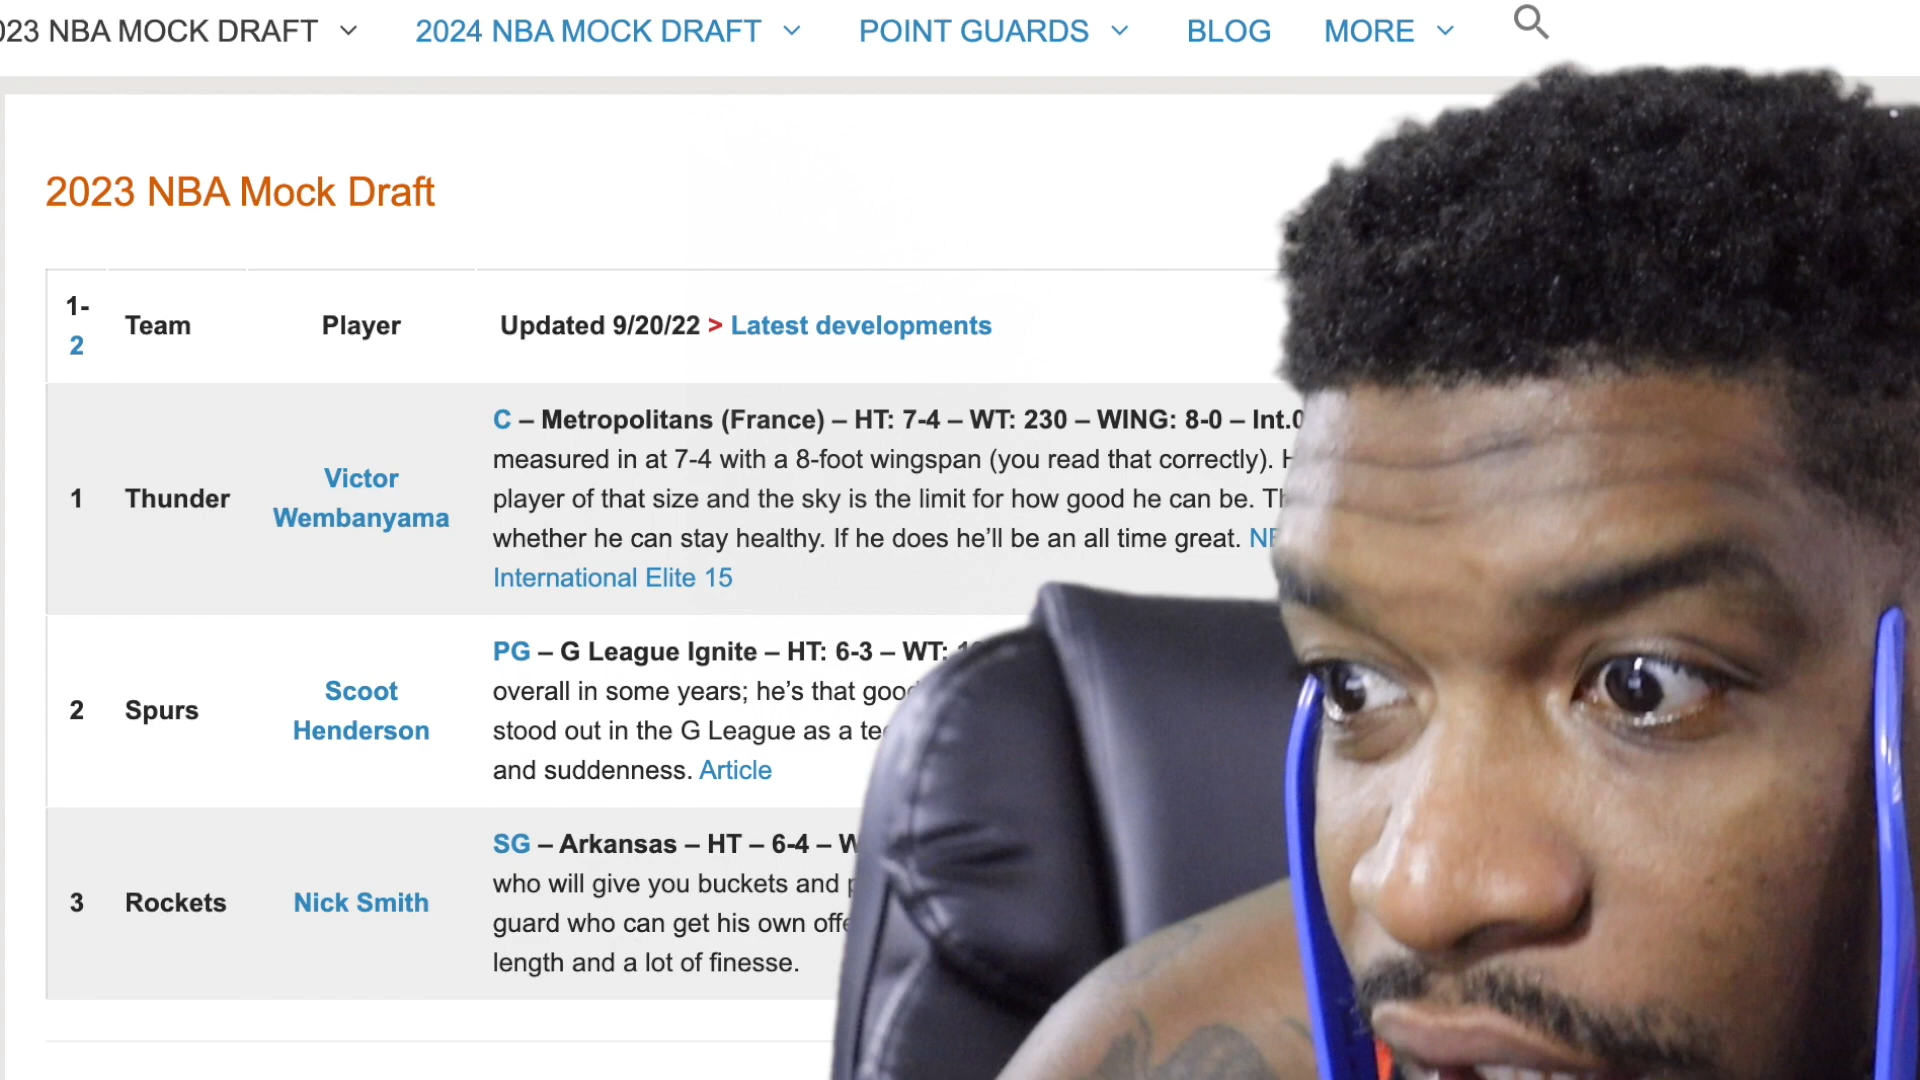 023 NBA MOCK DRAFT 2024 NBA MOCK DRAFT POINT GUARDS BLOG MORE
2023 NBA Mock Draft
1-
2
Team Player Updated 9/20/22 > Latest developments
1 Thunder
Victor
Wembanyama
C – Metropolitans (France) – HT: 7-4 – WT: 230 – WING: 8-0 – Int.
measured in at 7-4 with a 8-foot wingspan (you read that correctly).
player of that size and the sky is the limit for how good he can be.
whether he can stay healthy. If he does he’ll be an all time great.
International Elite 15
2 Spurs
Scoot
Henderson
PG – G League Ignite – HT: 6-3 – WT:
overall in some years; he’s that good
stood out in the G League as a
and suddenness. Article
3 Rockets Nick Smith
SG – Arkansas – HT – 6-4 –
who will give you buckets and
guard who can get his own
length and a lot of finesse.